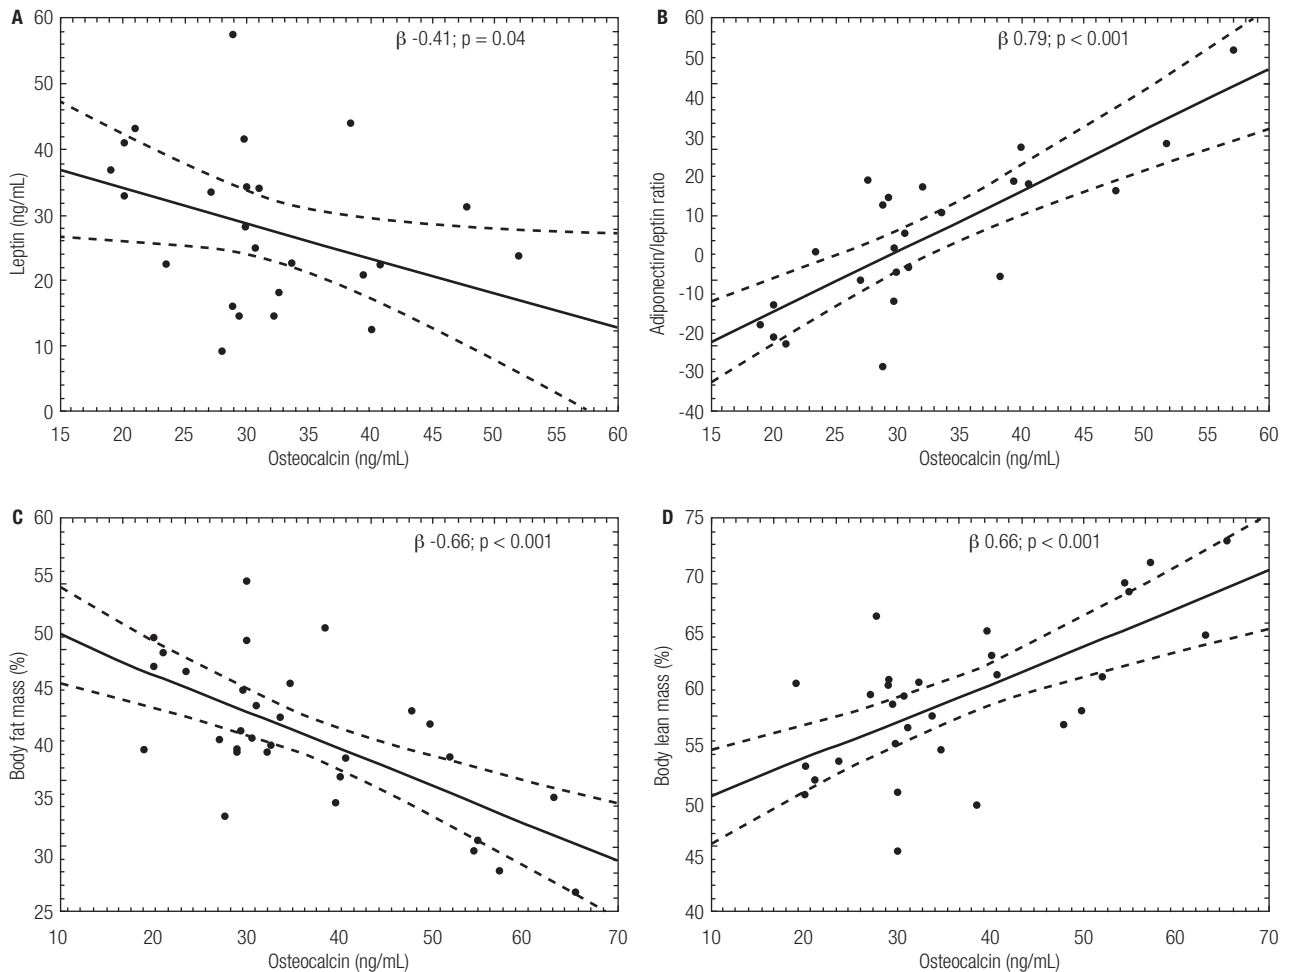 A
β -0.41; p = 0.04
Leptin (ng/mL)
60
50
40
30
20
10
0
15 20 25 30 35 40 45 50 55 60
Osteocalcin (ng/mL)
B
β 0.79; p < 0.001
Adiponectin/leptin ratio
60
50
40
30
20
10
0
-10
-20
-30
-40
15 20 25 30 35 40 45 50 55 60
Osteocalcin (ng/mL)
C
β -0.66; p < 0.001
Body fat mass (%)
60
55
50
45
40
35
30
25
10 20 30 40 50 60 70
Osteocalcin (ng/mL)
D
β 0.66; p < 0.001
Body lean mass (%)
75
70
65
60
55
50
45
40
10 20 30 40 50 60 70
Osteocalcin (ng/mL)